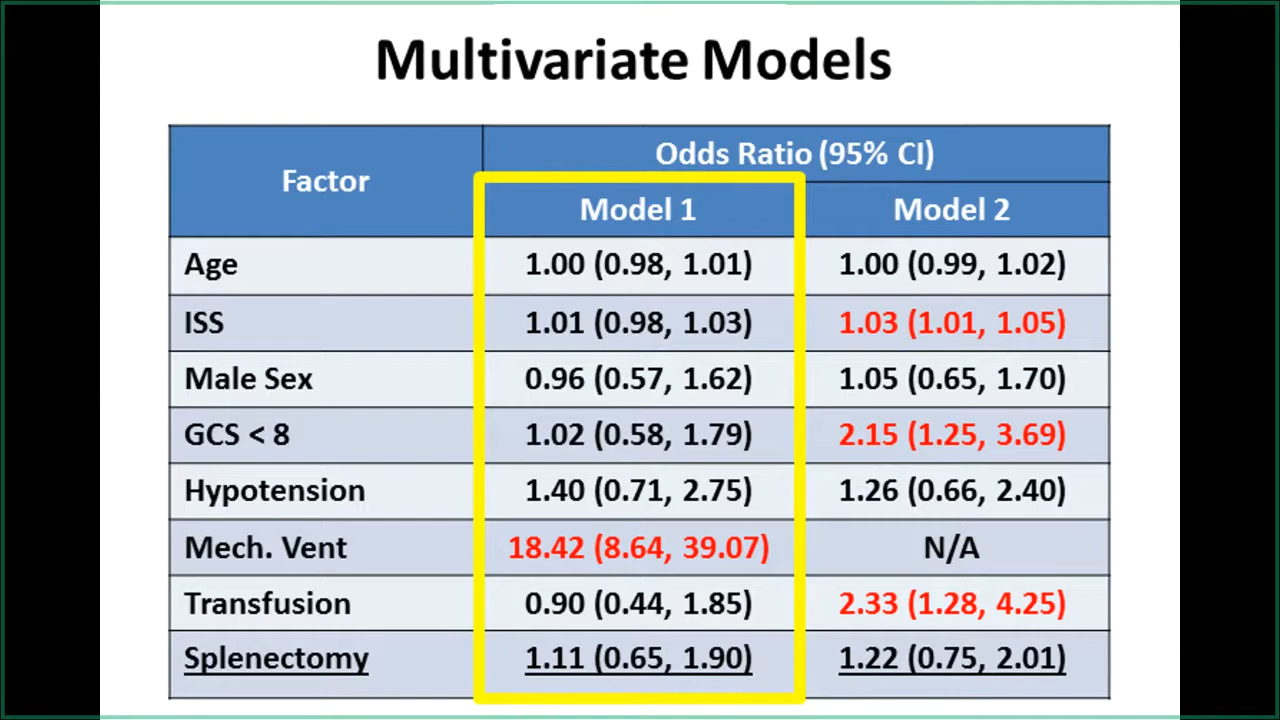 Multivariate Models
Factor
Odds Ratio (95% CI)
Model 1
Model 2
Age 1.00 (0.98, 1.01) 1.00 (0.99, 1.02)
ISS 1.01 (0.98, 1.03) 1.03 (1.01, 1.05)
Male Sex 0.96 (0.57, 1.62) 1.05 (0.65, 1.70)
GCS < 8 1.02 (0.58, 1.79) 2.15 (1.25, 3.69)
Hypotension 1.40 (0.71, 2.75) 1.26 (0.66, 2.40)
Mech. Vent 18.42 (8.64, 39.07) N/A
Transfusion 0.90 (0.44, 1.85) 2.33 (1.28, 4.25)
Splenectomy 1.11 (0.65, 1.90) 1.22 (0.75, 2.01)